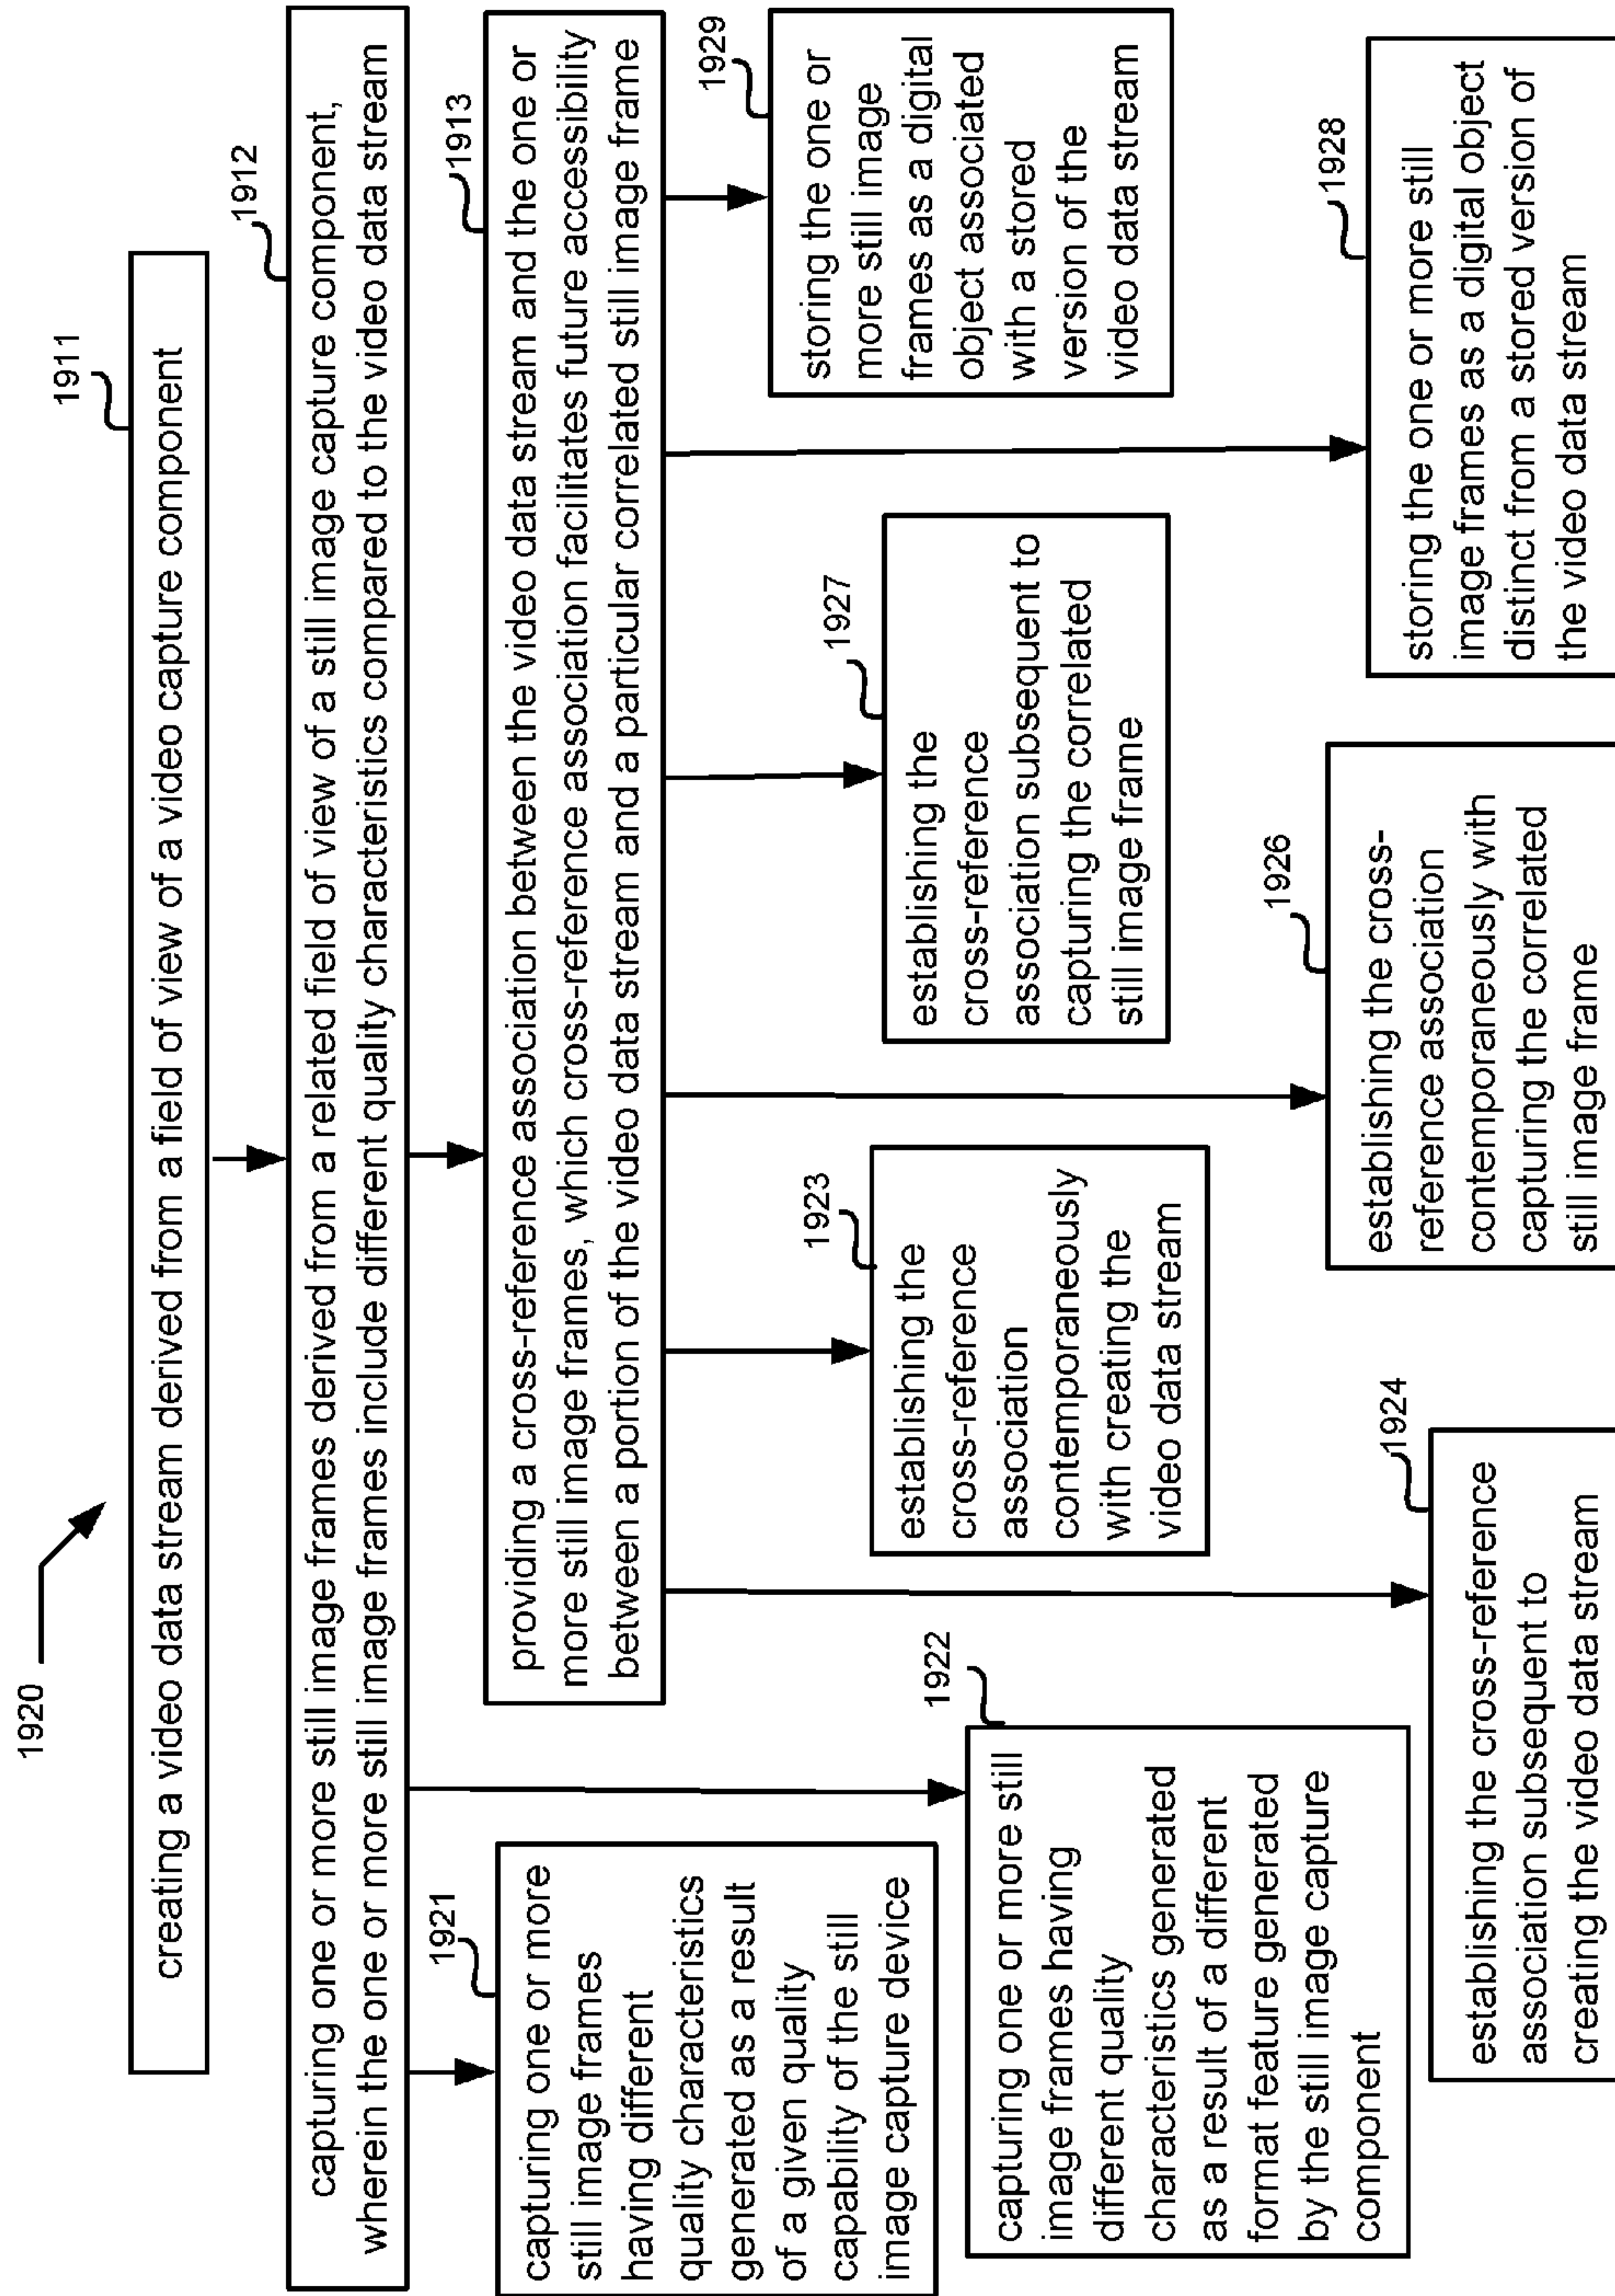 1920
1911
creating a video data stream derived from a field of view of a video capture component
1912
capturing one or more still image frames derived from a related field of view of a still image capture component,
wherein the one or more still image frames include different quality characteristics compared to the video data stream
1913
providing a cross-reference association between the video data stream and the one or
more still image frames, which cross-reference association facilitates future accessibility
between a portion of the video data stream and a particular correlated still image frame
1921
capturing one or more
still image frames
having different
quality characteristics
generated as a result
of a given quality
capability of the still
image capture device
1922
capturing one or more still
image frames having
different quality
characteristics generated
as a result of a different
format feature generated
by the still image capture
component
1923
establishing the
cross-reference
association
contemporaneously
with creating the
video data stream
1924
establishing the cross-reference
association subsequent to
creating the video data stream
1927
establishing the
cross-reference
association subsequent to
capturing the correlated
still image frame
1926
establishing the cross-
reference association
contemporaneously with
capturing the correlated
still image frame
1929
storing the one or
more still image
frames as a digital
object associated
with a stored
version of the
video data stream
1928
storing the one or more still
image frames as a digital object
distinct from a stored version of
the video data stream